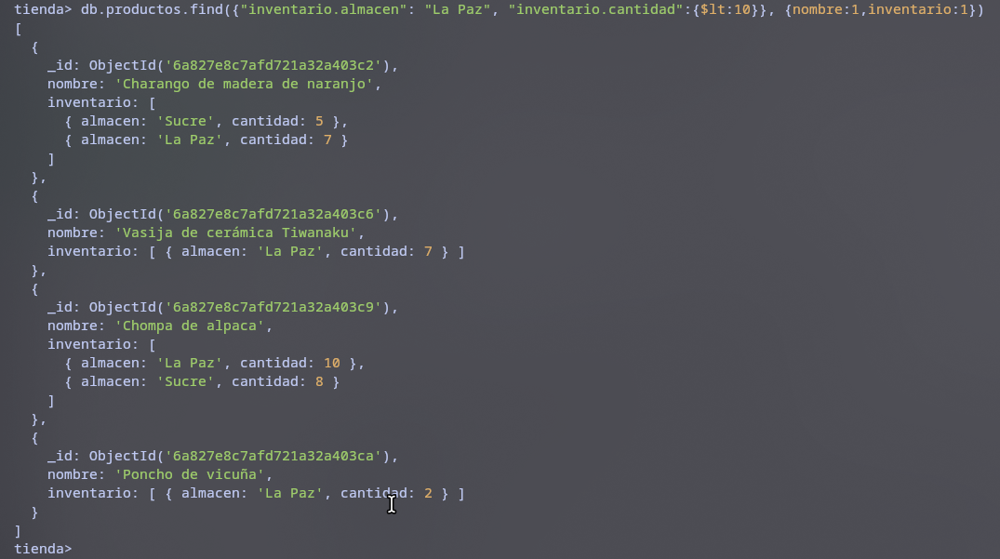 tienda> db.productos.find({"inventario.almacen": "La Paz", "inventario.cantidad":{$lt:10}}, {nombre:1,inventario:1})
[
  {
    _id: ObjectId('6a827e8c7afd721a32a403c2'),
    nombre: 'Charango de madera de naranjo',
    inventario: [
      { almacen: 'Sucre', cantidad: 5 },
      { almacen: 'La Paz', cantidad: 7 }
    ]
  },
  {
    _id: ObjectId('6a827e8c7afd721a32a403c6'),
    nombre: 'Vasija de cerámica Tiwanaku',
    inventario: [ { almacen: 'La Paz', cantidad: 7 } ]
  },
  {
    _id: ObjectId('6a827e8c7afd721a32a403c9'),
    nombre: 'Chompa de alpaca',
    inventario: [
      { almacen: 'La Paz', cantidad: 10 },
      { almacen: 'Sucre', cantidad: 8 }
    ]
  },
  {
    _id: ObjectId('6a827e8c7afd721a32a403ca'),
    nombre: 'Poncho de vicuña',
    inventario: [ { almacen: 'La Paz', cantidad: 2 } ]
  }
]
tienda>